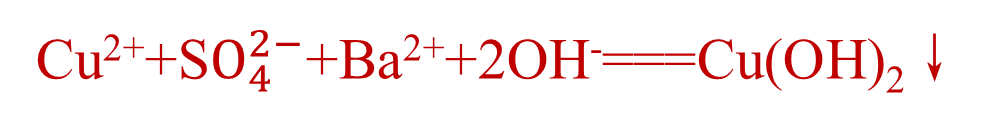 Cu²⁺+SO₄²⁻+Ba²⁺+2OH⁻===Cu(OH)₂↓